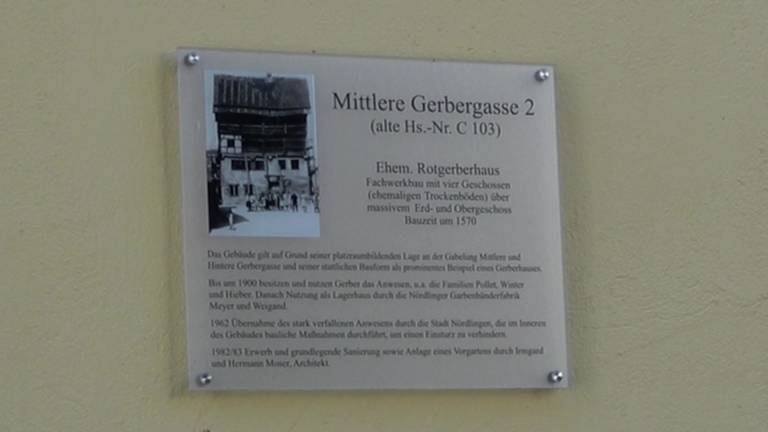 Mittlere Gerbergasse 2
(alte Hs.-Nr. C 103)
Ehem. Rotgerberhaus
Fachwerkbau mit vier Geschossen
(ehemaligen Trockenböden) über
massivem Erd- und Obergeschoss
Bauzeit um 1570
Das Gebäude gilt auf Grund seiner platzraumbildenden Lage an der Gabelung Mittlere und
Hintere Gerbergasse und seiner stattlichen Bauform als prominentes Beispiel eines Gerberhauses.
Bis um 1900 besitzen und nutzen Gerber das Anwesen, u.a. die Familien Pollet, Winter
und Hieber. Danach Nutzung als Lagerhaus durch die Nördlinger Garbenbänderfabrik
Meyer und Weigand.
1962 Übernahme des stark verfallenen Anwesens durch die Stadt Nördlingen, die im Inneren
des Gebäudes bauliche Maßnahmen durchführt, um einen Einsturz zu verhindern.
1982/83 Erwerb und grundlegende Sanierung sowie Anlage eines Vorgartens durch Irmgard
und Hermann Moser, Architekt.